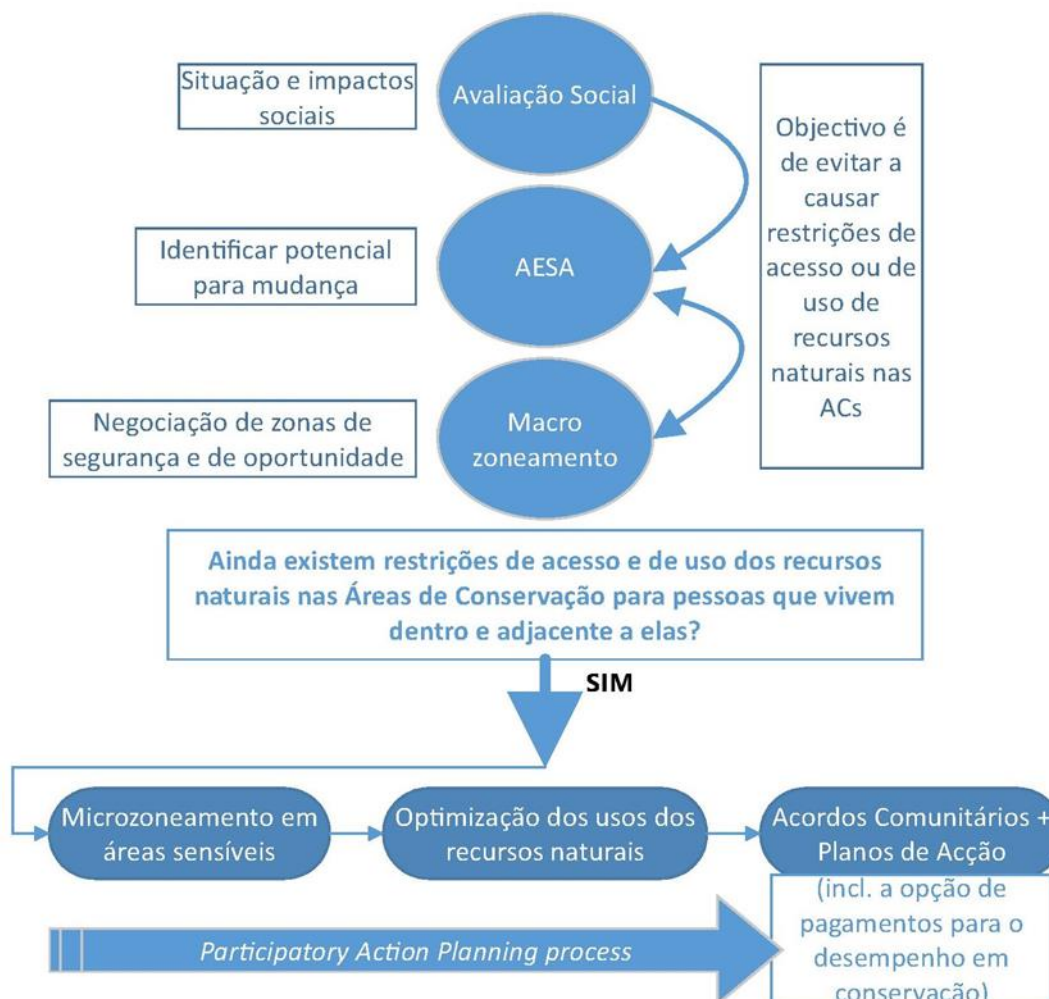 Situação e impactos
sociais
Avaliação Social
Objectivo é
de evitar a
causar
restrições de
acesso ou de
uso de
recursos
naturais nas
ACs
Identificar potencial
para mudança
AESA
Negociação de zonas de
segurança e de oportunidade
Macro
zoneamento
Ainda existem restrições de acesso e de uso dos recursos
naturais nas Áreas de Conservação para pessoas que vivem
dentro e adjacente a elas?
SIM
Microzoneamento em
áreas sensíveis
Optimização dos usos dos
recursos naturais
Acordos Comunitários +
Planos de Acção
(incl. a opção de
pagamentos para o
desempenho em
conservação)
Participatory Action Planning process